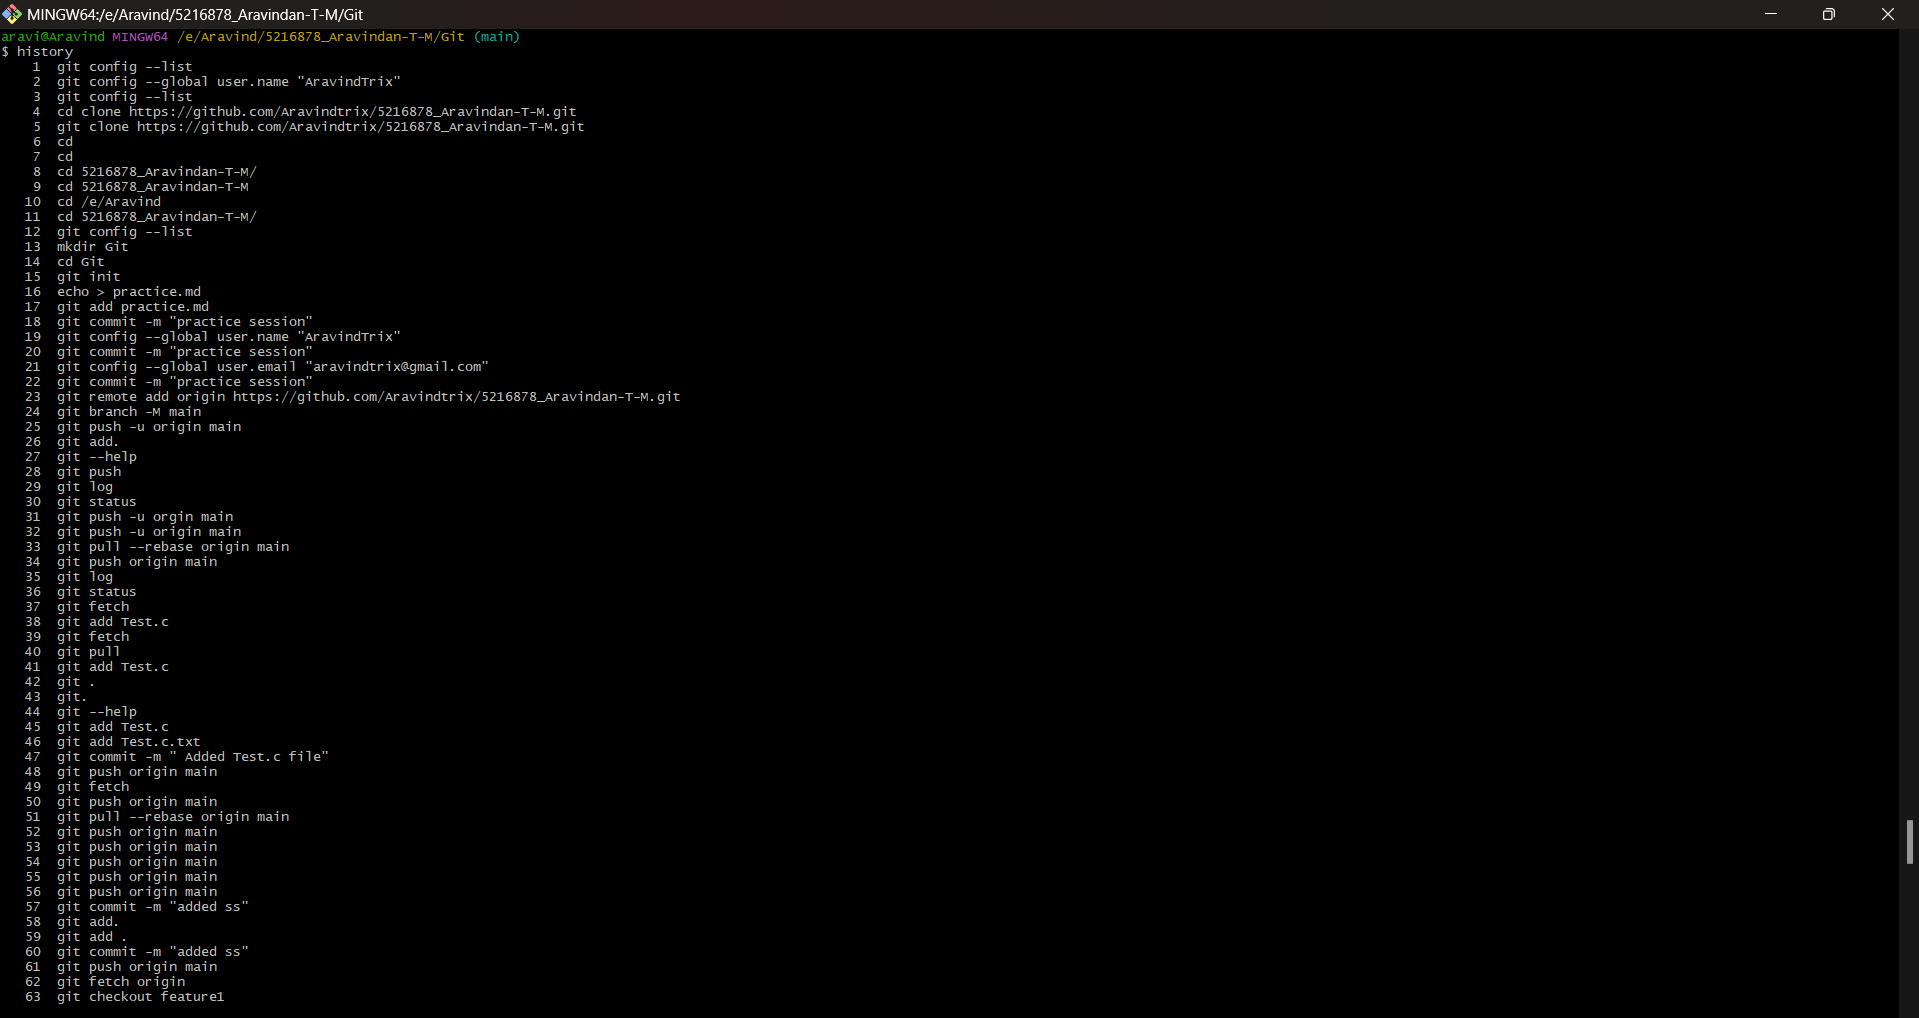 MINGW64:/e/Aravind/5216878_Aravindan-T-M/Git
aravi@Aravind MINGW64 /e/Aravind/5216878_Aravindan-T-M/Git (main)
$ history
1 git config --list
2 git config --global user.name "AravindTrix"
3 git config --list
4 cd clone https://github.com/Aravindtrix/5216878_Aravindan-T-M.git
5 git clone https://github.com/Aravindtrix/5216878_Aravindan-T-M.git
6 cd
7 cd
8 cd 5216878_Aravindan-T-M/
9 cd 5216878_Aravindan-T-M
10 cd /e/Aravind
11 cd 5216878_Aravindan-T-M/
12 git config --list
13 mkdir Git
14 cd Git
15 git init
16 echo > practice.md
17 git add practice.md
18 git commit -m "practice session"
19 git config --global user.name "AravindTrix"
20 git commit -m "practice session"
21 git config --global user.email "aravindtrix@gmail.com"
22 git commit -m "practice session"
23 git remote add origin https://github.com/Aravindtrix/5216878_Aravindan-T-M.git
24 git branch -M main
25 git push -u origin main
26 git add.
27 git --help
28 git push
29 git log
30 git status
31 git push -u orgin main
32 git push -u origin main
33 git pull --rebase origin main
34 git push origin main
35 git log
36 git status
37 git fetch
38 git add Test.c
39 git fetch
40 git pull
41 git add Test.c
42 git .
43 git.
44 git --help
45 git add Test.c
46 git add Test.c.txt
47 git commit -m " Added Test.c file"
48 git push origin main
49 git fetch
50 git push origin main
51 git pull --rebase origin main
52 git push origin main
53 git push origin main
54 git push origin main
55 git push origin main
56 git push origin main
57 git commit -m "added ss"
58 git add.
59 git add .
60 git commit -m "added ss"
61 git push origin main
62 git fetch origin
63 git checkout feature1